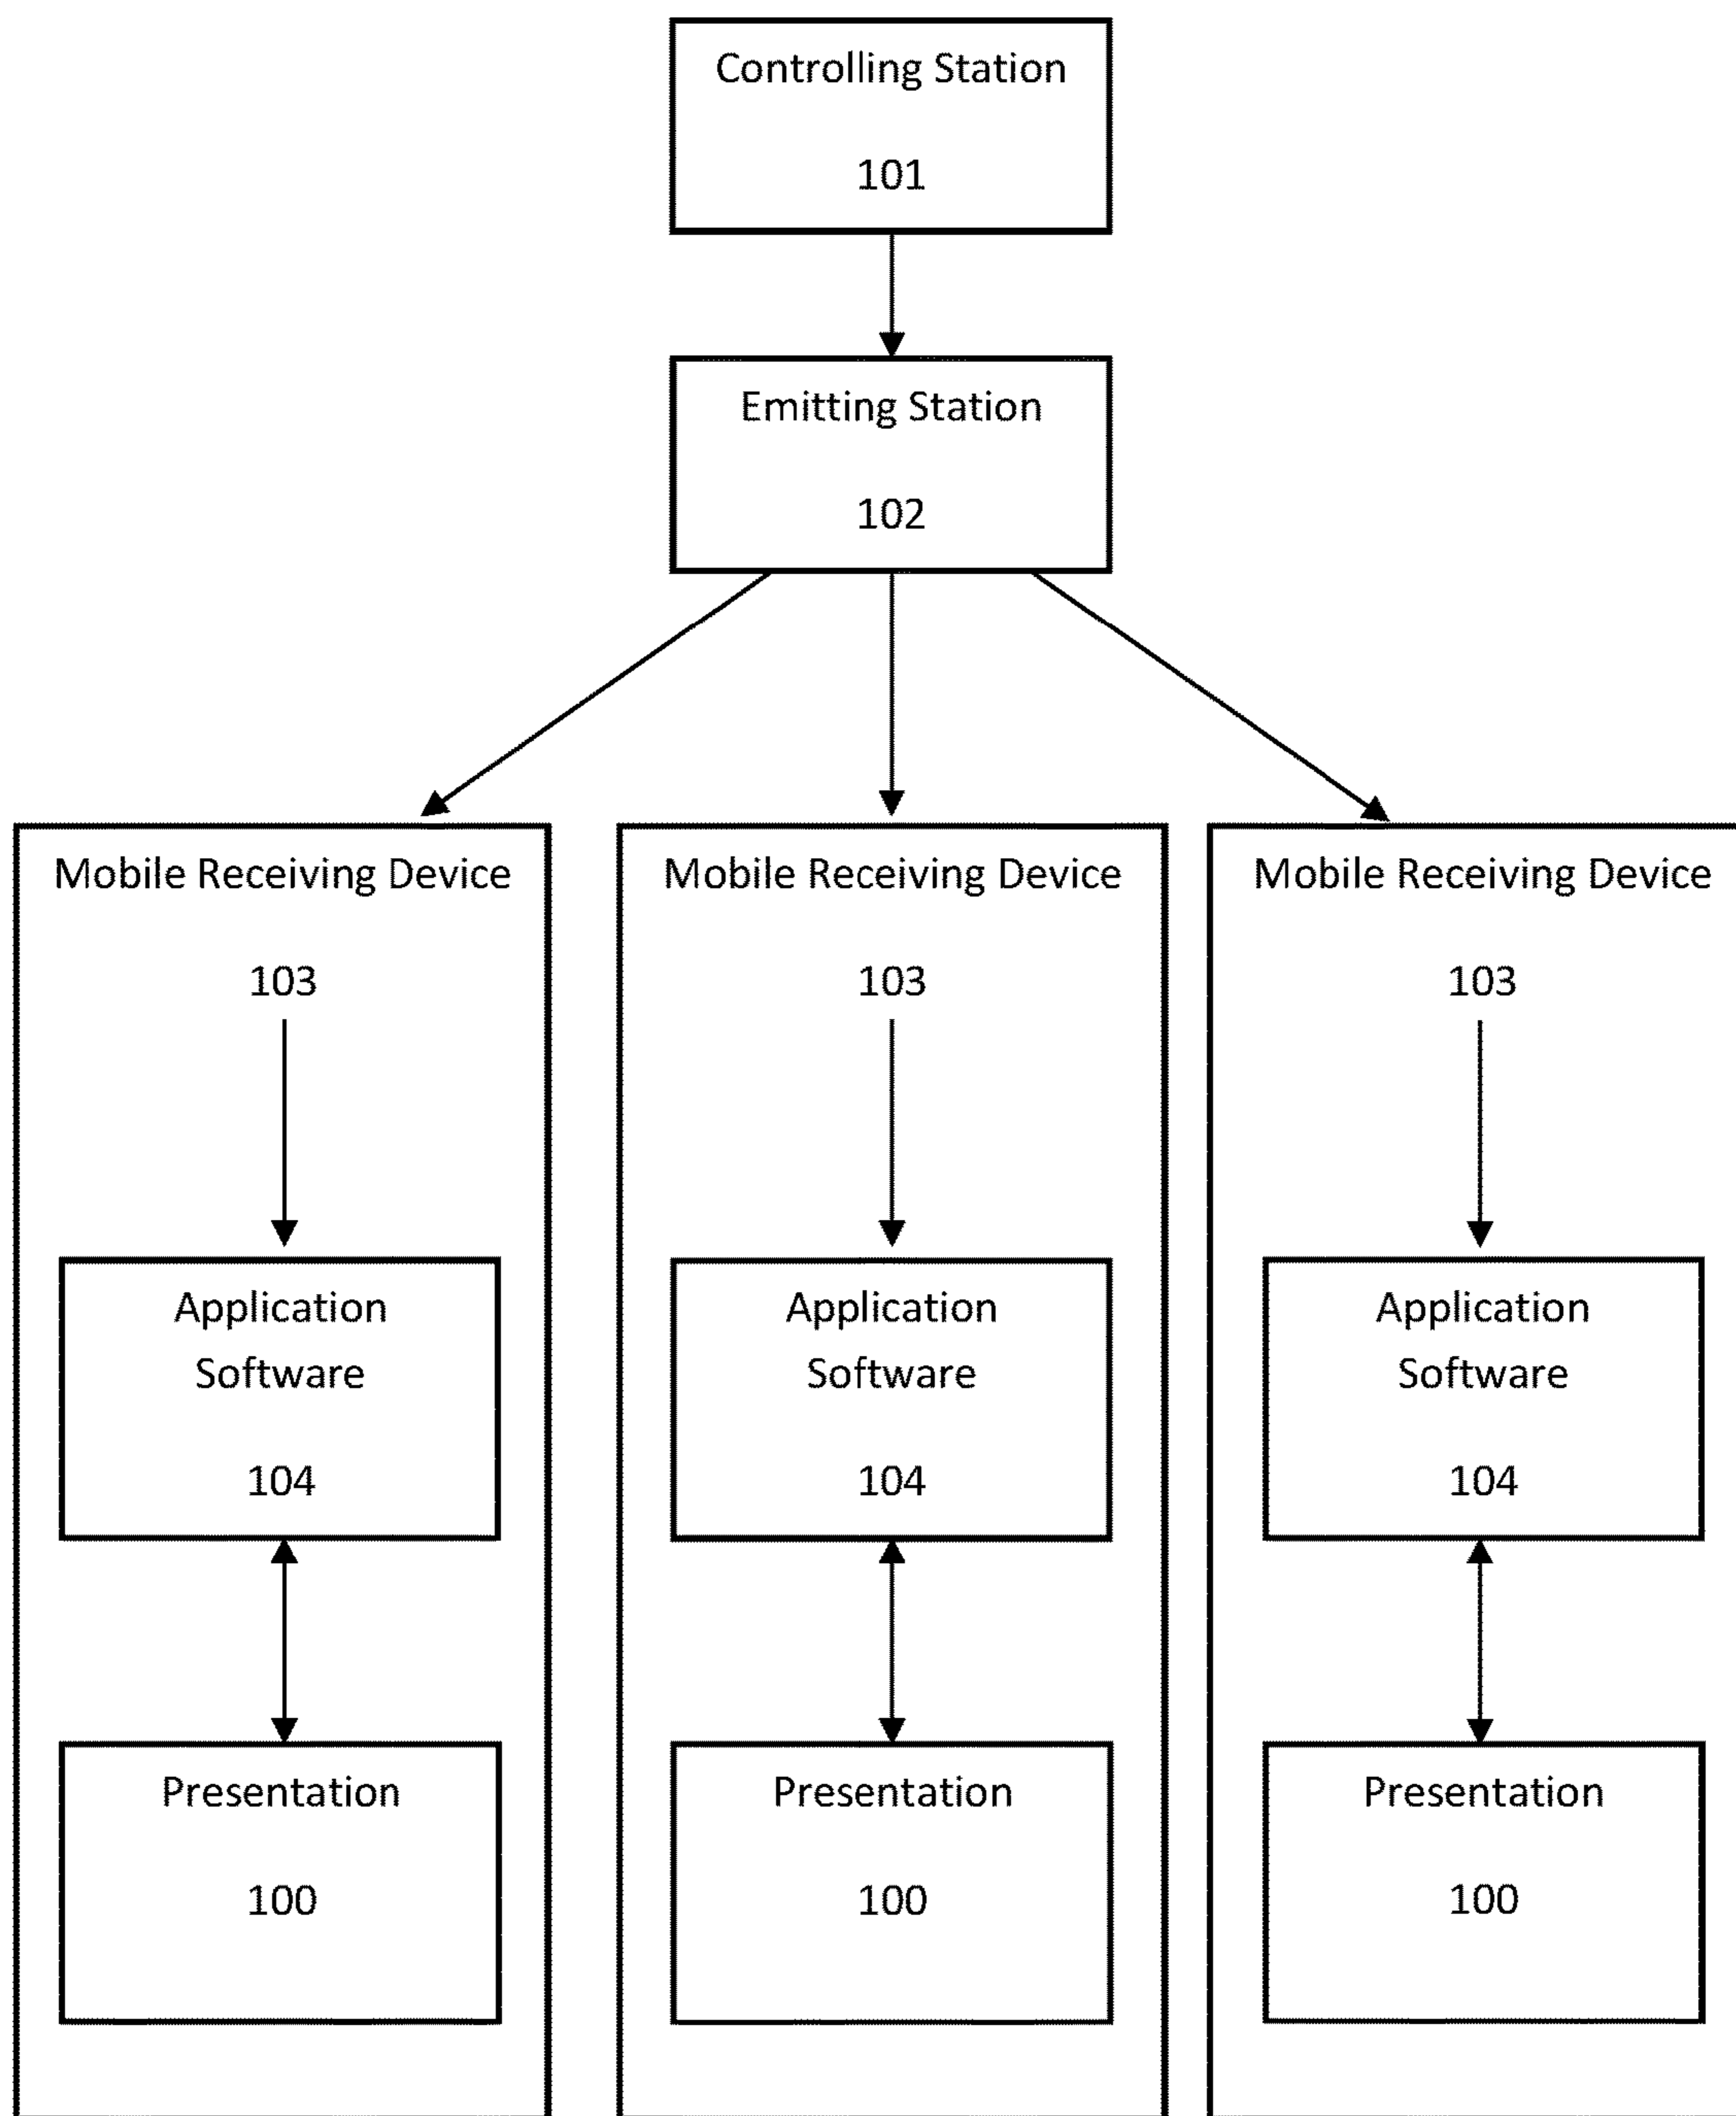 Controlling Station
101
Emitting Station
102
Mobile Receiving Device
103
Application
Software
104
Presentation
100
Mobile Receiving Device
103
Application
Software
104
Presentation
100
Mobile Receiving Device
103
Application
Software
104
Presentation
100